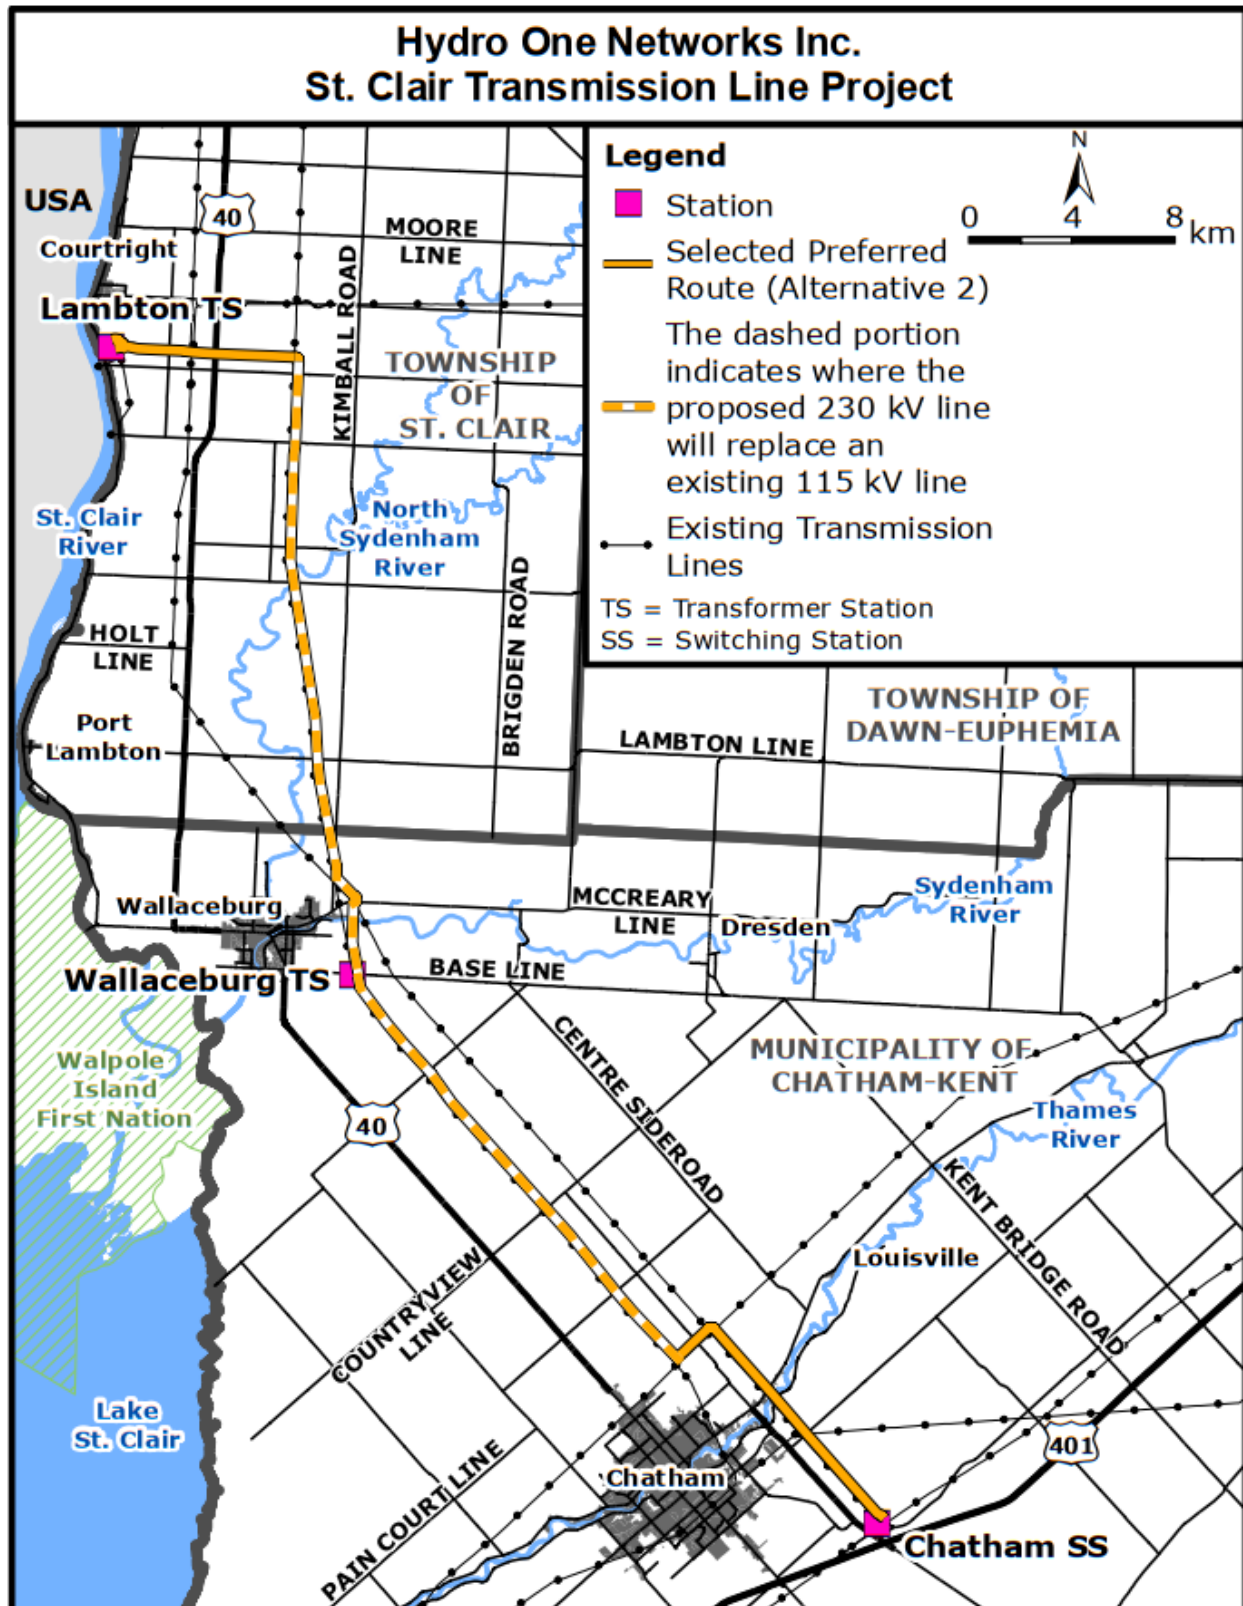 Hydro One Networks Inc.
St. Clair Transmission Line Project
Legend
Station
Selected Preferred
Route (Alternative 2)
The dashed portion
indicates where the
proposed 230 kV line
will replace an
existing 115 kV line
Existing Transmission
Lines
TS = Transformer Station
SS = Switching Station
N
0 4 8 km
USA
40
Courtright
MOORE
LINE
Lambton TS
KIMBALL ROAD
TOWNSHIP
OF
ST. CLAIR
St. Clair
River
North
Sydenham
River
BRIGDEN ROAD
HOLT
LINE
Port
Lambton
LAMBTON LINE
TOWNSHIP OF
DAWN-EUPHEMIA
Wallaceburg
MCCREARY
LINE
Dresden
Sydenham
River
Wallaceburg TS
BASE LINE
CENTRE SIDEROAD
MUNICIPALITY OF
CHATHAM-KENT
Walpole
Island
First Nation
40
Thames
River
KENT BRIDGE ROAD
Louisville
COUNTRYVIEW
LINE
Lake
St. Clair
401
Chatham
PAIN COURT LINE
Chatham SS